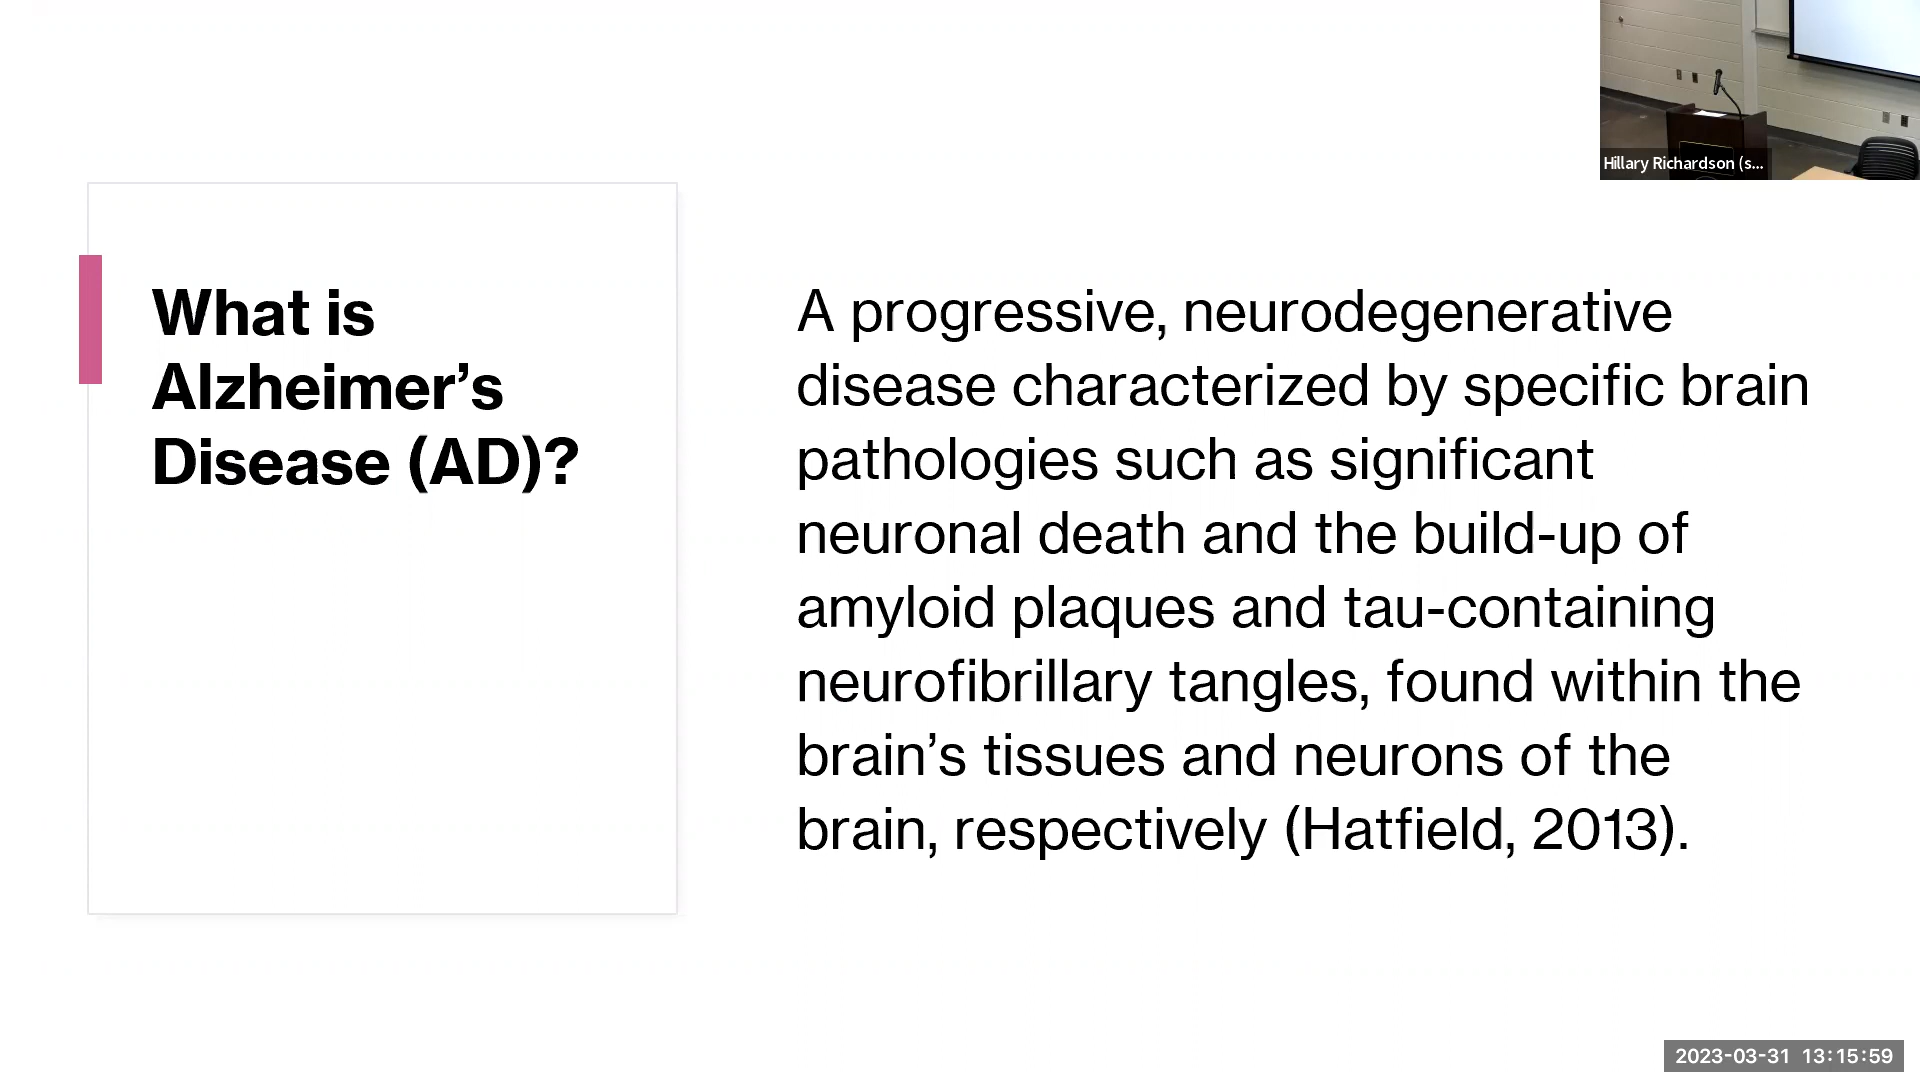 What is
Alzheimer’s
Disease (AD)?
A progressive, neurodegenerative
disease characterized by specific brain
pathologies such as significant
neuronal death and the build-up of
amyloid plaques and tau-containing
neurofibrillary tangles, found within the
brain’s tissues and neurons of the
brain, respectively (Hatfield, 2013).
Hillary Richardson (s...
2023-03-31 13:15:59